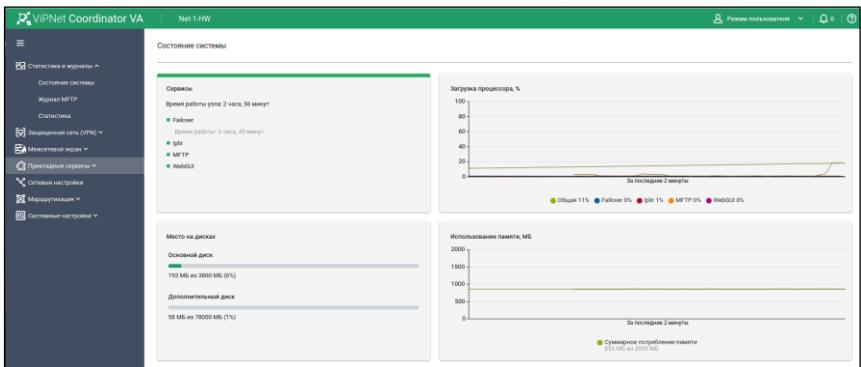 ViPNet Coordinator VA
Net-1-HW
Режим пользователя
0
Состояние системы
Статистика и журналы
Состояние системы
Журнал MFTP
Статистика
Защищенная сеть (VPN)
Межсетевой экран
Прикладные сервисы
Сетевые настройки
Маршрутизация
Системные настройки
Сервисы
Время работы узла: 2 часа, 56 минут
Failover
Время работы: 2 часа, 45 минут
Iplir
MFTP
WebGUI
Загрузка процессора, %
100
80
60
40
20
0
За последние 2 минуты
Общая 11% Failover 0% Iplir 1% MFTP 0% WebGUI 0%
Место на дисках
Основной диск
193 МБ из 3800 МБ (6%)
Дополнительный диск
58 МБ из 78000 МБ (1%)
Использование памяти, МБ
2000
1500
1000
500
0
За последние 2 минуты
Суммарное потребление памяти
853 МБ из 2005 МБ